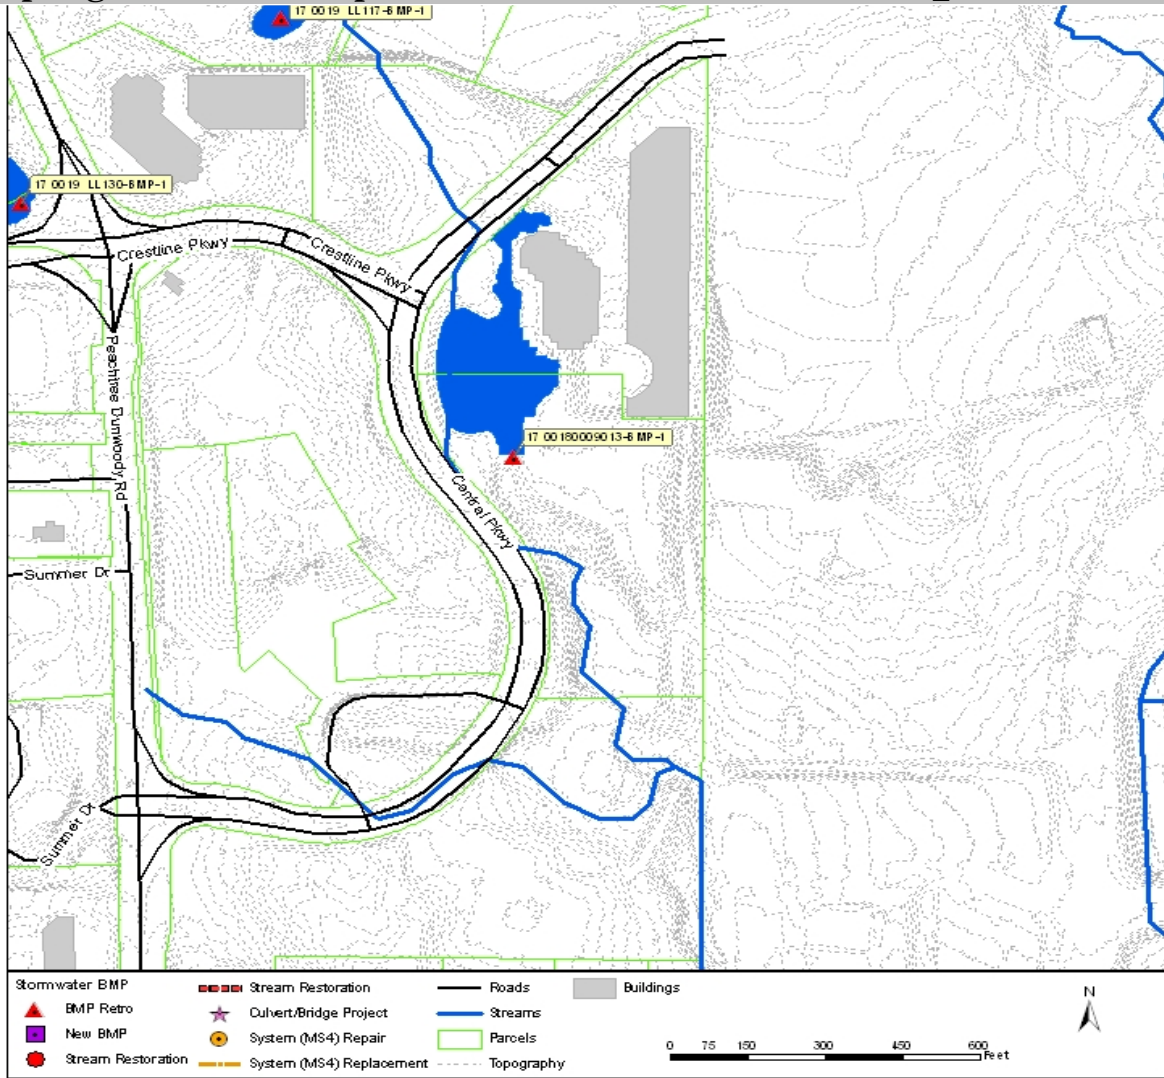 17 0019 LL117-BMP-1
17 0019 LL130-BMP-1
Crestline Pkwy
Crestline Pkwy
Peachtree Dunwoody Rd
17 00180009013-BMP-1
Central Pkwy
Summer Dr
Summer Dr
Stormwater BMP
BMP Retro
New BMP
Stream Restoration
Stream Restoration
Culvert/Bridge Project
System (MS4) Repair
System (MS4) Replacement
Roads
Streams
Parcels
Topography
Buildings
N
0 75 150 300 450 600
Feet